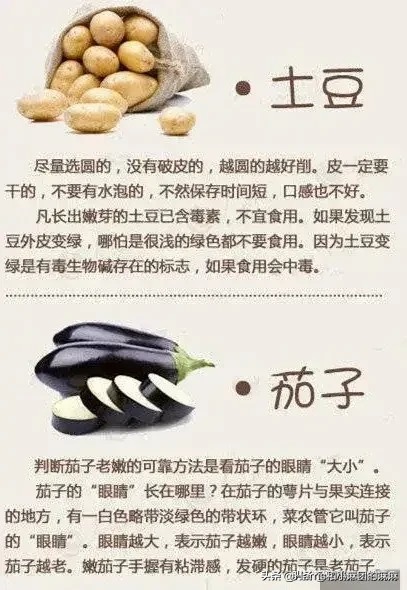 • 土豆
尽量选圆的，没有破皮的，越圆的越好削。皮一定要
干的，不要有水泡的，不然保存时间短，口感也不好。
凡长出嫩芽的土豆已含毒素，不宜食用。如果发现土
豆外皮变绿，哪怕是很浅的绿色都不要食用。因为土豆变
绿是有毒生物碱存在的标志，如果食用会中毒。
• 茄子
判断茄子老嫩的可靠方法是看茄子的眼睛“大小”。
茄子的“眼睛”长在哪里？在茄子的萼片与果实连接
的地方，有一白色略带淡绿色的带状环，菜农管它叫茄子
的“眼睛”。眼睛越大，表示茄子越嫩，眼睛越小，表示
茄子越老。嫩茄子手握有粘滞感，发硬的茄子是老茄子。
头条